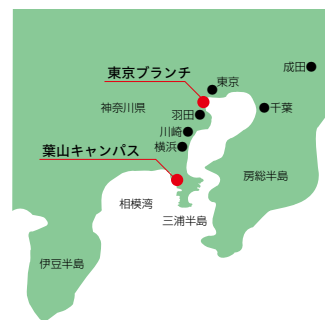 成田
東京ブランチ
東京
神奈川県
千葉
羽田
川崎
横浜
葉山キャンパス
房総半島
相模湾
三浦半島
伊豆半島